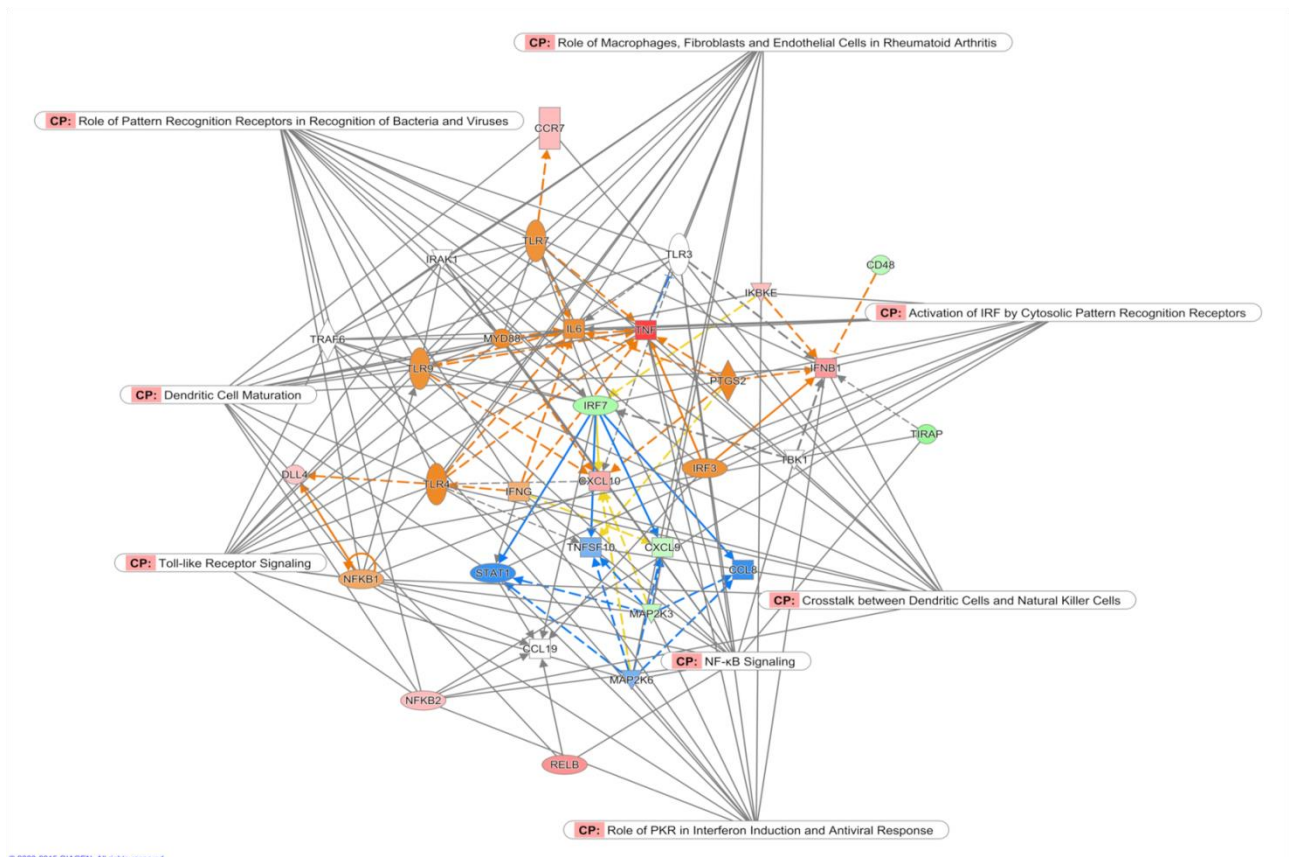 CP: Role of Macrophages, Fibroblasts and Endothelial Cells in Rheumatoid Arthritis
CP: Role of Pattern Recognition Receptors in Recognition of Bacteria and Viruses
CCR7
TLR7
TLR3
IRAK1
CD48
IKBKE
CP: Activation of IRF by Cytosolic Pattern Recognition Receptors
IL6
TNF
MYD88
TRAF6
TLR9
IFNB1
PTGS2
CP: Dendritic Cell Maturation
IRF7
TIRAP
TBK1
IRF3
DLL4
TLR4
IFNG
CXCL10
TNFSF10
CXCL9
CP: Toll-like Receptor Signaling
NFKB1
STAT1
CCL8
CP: Crosstalk between Dendritic Cells and Natural Killer Cells
MAP2K3
CCL19
CP: NF-κB Signaling
MAP2K6
NFKB2
RELB
CP: Role of PKR in Interferon Induction and Antiviral Response